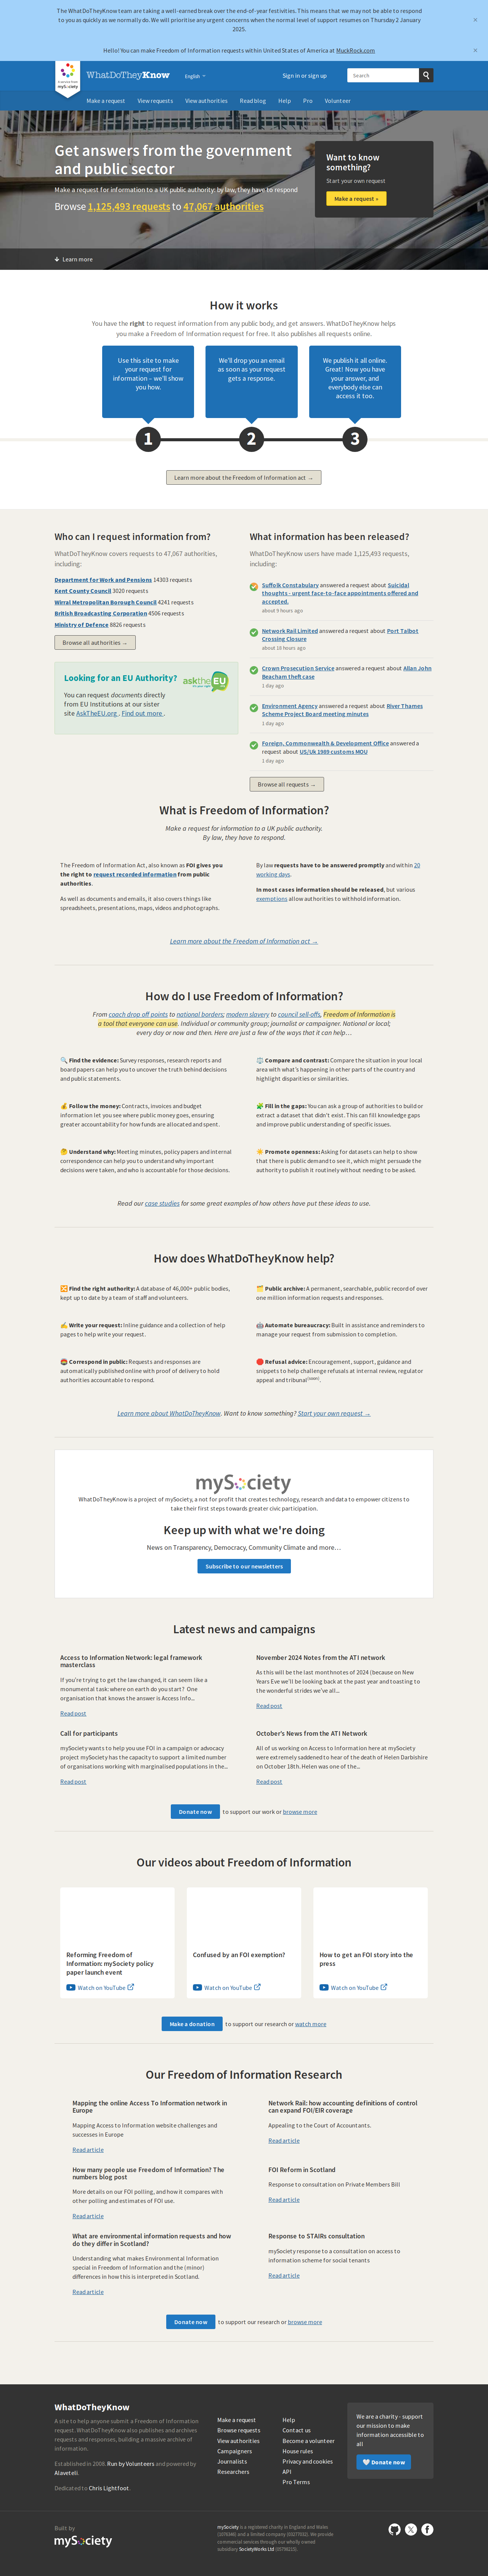 The WhatDoTheyKnow team are taking a well-earned break over the end-of-year festivities. This means that we may not be able to respond
to you as quickly as we normally do. We will prioritise any urgent concerns when the normal level of support resumes on Thursday 2 January
2025.
×
Hello! You can make Freedom of Information requests within United States of America at MuckRock.com
×
mySociety
WhatDoTheyKnow
English
Sign in or sign up
Search
Make a request
View requests
View authorities
Read blog
Help
Pro
Volunteer
Get answers from the government
and public sector
Make a request for information to a UK public authority: by law, they have to respond
Browse 1,125,493 requests to 47,067 authorities
Want to know
something?
Start your own request
Make a request »
Learn more
How it works
You have the right to request information from any public body, and get answers. WhatDoTheyKnow helps
you make a Freedom of Information request for free. It also publishes all requests online.
Use this site to make
your request for
information – we'll show
you how.
We'll drop you an email
as soon as your request
gets a response.
We publish it all online.
Great! Now you have
your answer, and
everybody else can
access it too.
1
2
3
Learn more about the Freedom of Information act →
Who can I request information from?
WhatDoTheyKnow covers requests to 47,067 authorities,
including:
Department for Work and Pensions 14303 requests
Kent County Council 3020 requests
Wirral Metropolitan Borough Council 4241 requests
British Broadcasting Corporation 4506 requests
Ministry of Defence 8826 requests
Browse all authorities →
Looking for an EU Authority?
You can request documents directly
from EU Institutions at our sister
site AsktheEU.org . Find out more .
asktheEU
What information has been released?
WhatDoTheyKnow users have made 1,125,493 requests,
including:
Suffolk Constabulary answered a request about Suicidal
thoughts - urgent face-to-face appointments offered and
accepted.
about 9 hours ago
Network Rail Limited answered a request about Port Talbot
Crossing Closure
about 18 hours ago
Crown Prosecution Service answered a request about Allan John
Beacham theft case
1 day ago
Environment Agency answered a request about River Thames
Scheme Project Board meeting minutes
1 day ago
Foreign, Commonwealth & Development Office answered a
request about US/Uk 1989 customs MOU
1 day ago
Browse all requests →
What is Freedom of Information?
Make a request for information to a UK public authority.
By law, they have to respond.
The Freedom of Information Act, also known as FOI gives you
the right to request recorded information from public
authorities.
As well as documents and emails, it also covers things like
spreadsheets, presentations, maps, videos and photographs.
By law requests have to be answered promptly and within 20
working days.
In most cases information should be released, but various
exemptions allow authorities to withhold information.
Learn more about the Freedom of Information act →
How do I use Freedom of Information?
From coach drop off points to national borders; modern slavery to council sell-offs, Freedom of Information is
a tool that everyone can use. Individual or community group; journalist or campaigner. National or local;
every day or now and then. Here are just a few of the ways that it can help…
🔍 Find the evidence: Survey responses, research reports and
board papers can help you to uncover the truth behind decisions
and public statements.
⚖️ Compare and contrast: Compare the situation in your local
area with what's happening in other parts of the country and
highlight disparities or similarities.
💰 Follow the money: Contracts, invoices and budget
information let you see where public money goes, ensuring
greater accountability for how funds are allocated and spent.
🧩 Fill in the gaps: You can ask a group of authorities to build or
extract a dataset that didn't exist. This can fill knowledge gaps
and improve public understanding of specific issues.
🤔 Understand why: Meeting minutes, policy papers and internal
correspondence can help you to understand why important
decisions were taken, and who is accountable for those decisions.
☀️ Promote openness: Asking for datasets can help to show
that there is public demand to see it, which might persuade the
authority to publish it routinely without needing to be asked.
Read our case studies for some great examples of how others have put these ideas to use.
How does WhatDoTheyKnow help?
🔀 Find the right authority: A database of 46,000+ public bodies,
kept up to date by a team of staff and volunteers.
🗂️ Public archive: A permanent, searchable, public record of over
one million information requests and responses.
✍️ Write your request: Inline guidance and a collection of help
pages to help write your request.
🤖 Automate bureaucracy: Built in assistance and reminders to
manage your request from submission to completion.
📮 Correspond in public: Requests and responses are
automatically published online with proof of delivery to hold
authorities accountable to respond.
🛑 Refusal advice: Encouragement, support, guidance and
snippets to help challenge refusals at internal review, regulator
appeal and tribunal(soon).
Learn more about WhatDoTheyKnow. Want to know something? Start your own request →
mySociety
WhatDoTheyKnow is a project of mySociety, a not for profit that creates technology, research and data to empower citizens to
take their first steps towards greater civic participation.
Keep up with what we're doing
News on Transparency, Democracy, Community Climate and more…
Subscribe to our newsletters
Latest news and campaigns
Access to Information Network: legal framework
masterclass
If you're trying to get the law changed, it can seem like a
monumental task: where on earth do you start? One
organisation that knows the answer is Access Info...
Read post
November 2024 Notes from the ATI network
As this will be the last monthnotes of 2024 (because on New
Years Eve we'll be looking back at the past year and toasting to
the wonderful strides we've all...
Read post
Call for participants
mySociety wants to help you use FOI in a campaign or advocacy
project mySociety has the capacity to support a limited number
of organisations working with marginalised populations in the...
Read post
October's News from the ATI Network
All of us working on Access to Information here at mySociety
were extremely saddened to hear of the death of Helen Darbishire
on October 18th. Helen was one of the...
Read post
Donate now to support our work or browse more
Our videos about Freedom of Information
Reforming Freedom of
Information: mySociety policy
paper launch event
Watch on YouTube
Confused by an FOI exemption?
Watch on YouTube
How to get an FOI story into the
press
Watch on YouTube
Make a donation to support our research or watch more
Our Freedom of Information Research
Mapping the online Access To Information network in
Europe
Mapping Access to Information website challenges and
successes in Europe
Read article
Network Rail: how accounting definitions of control
can expand FOI/EIR coverage
Appealing to the Court of Accountants.
Read article
How many people use Freedom of Information? The
numbers blog post
More details on our FOI polling, and how it compares with
other polling and estimates of FOI use.
Read article
FOI Reform in Scotland
Response to consultation on Private Members Bill
Read article
What are environmental information requests and how
do they differ in Scotland?
Understanding what makes Environmental Information
special in Freedom of Information and the (minor)
differences in how this is interpreted in Scotland.
Read article
Response to STAIRs consultation
mySociety response to a consultation on access to
information scheme for social tenants
Read article
Donate now to support our research or browse more
WhatDoTheyKnow
A site to help anyone submit a Freedom of Information
request. WhatDoTheyKnow also publishes and archives
requests and responses, building a massive archive of
information.
Established in 2008. Run by Volunteers and powered by
Alaveteli.
Dedicated to Chris Lightfoot.
Make a request
Browse requests
View authorities
Campaigners
Journalists
Researchers
Help
Contact us
Become a volunteer
House rules
Privacy and cookies
API
Pro Terms
We are a charity - support
our mission to make
information accessible to
all
🤍 Donate now
Built by
mySociety
mySociety is a registered charity in England and Wales
(1076346) and a limited company (03277032). We provide
commercial services through our wholly owned
subsidiary SocietyWorks Ltd (05798215).